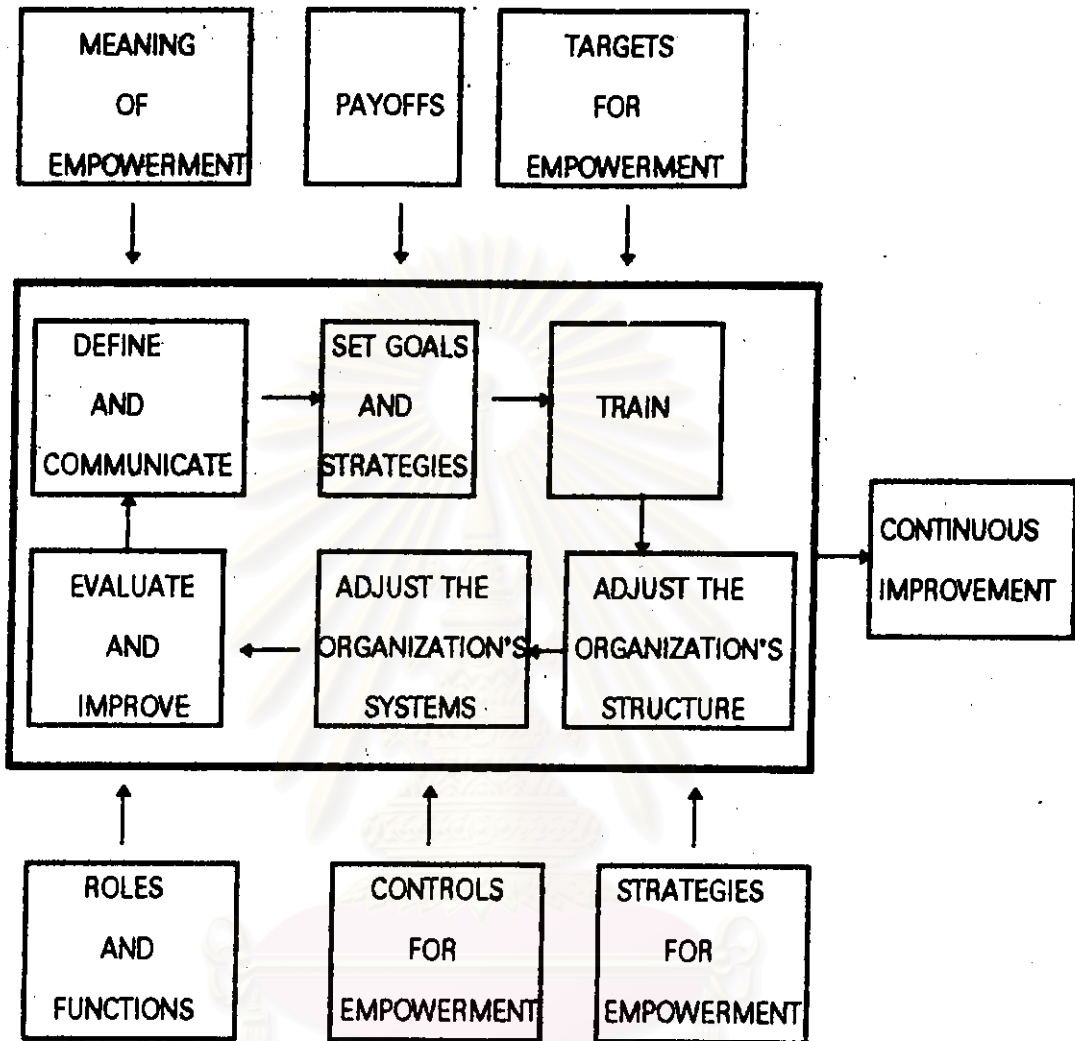 MEANING
OF
EMPOWERMENT
PAYOFFS
TARGETS
FOR
EMPOWERMENT
DEFINE
AND
COMMUNICATE
SET GOALS
AND
STRATEGIES
TRAIN
ADJUST THE
ORGANIZATION'S
STRUCTURE
ADJUST THE
ORGANIZATION'S
SYSTEMS
EVALUATE
AND
IMPROVE
CONTINUOUS
IMPROVEMENT
ROLES
AND
FUNCTIONS
CONTROLS
FOR
EMPOWERMENT
STRATEGIES
FOR
EMPOWERMENT